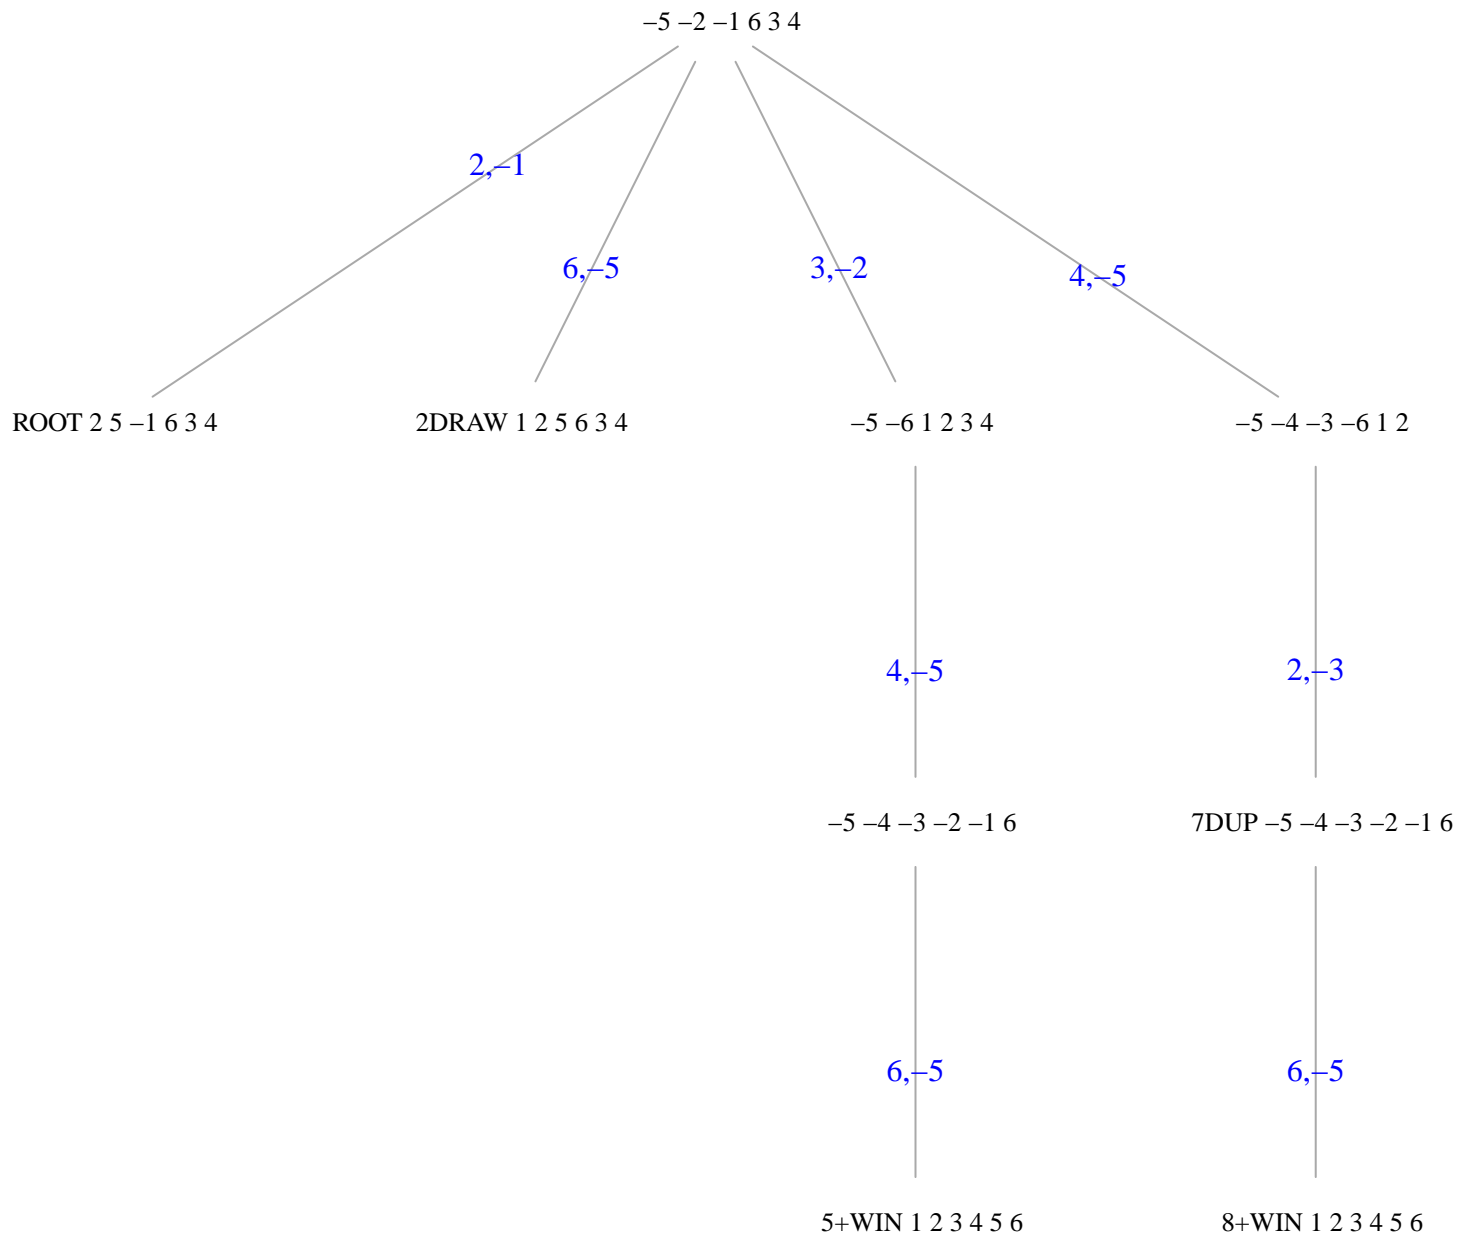 –5 –2 –1 6 3 4
2,–1
6,–5
3,–2
4,–5
ROOT 2 5 –1 6 3 4
2DRAW 1 2 5 6 3 4
–5 –6 1 2 3 4
–5 –4 –3 –6 1 2
4,–5
2,–3
–5 –4 –3 –2 –1 6
7DUP –5 –4 –3 –2 –1 6
6,–5
6,–5
5+WIN 1 2 3 4 5 6
8+WIN 1 2 3 4 5 6